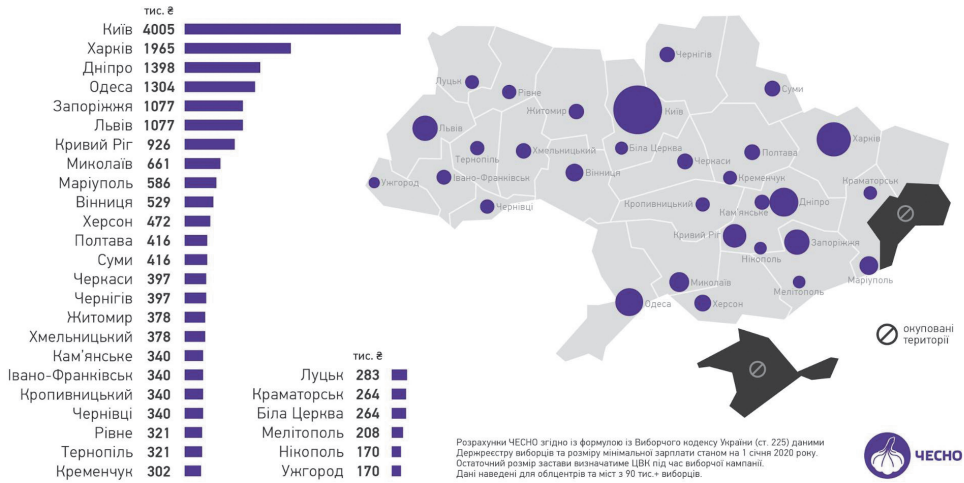 тис. ₴
Київ 4005
Харків 1965
Дніпро 1398
Одеса 1304
Запоріжжя 1077
Львів 1077
Кривий Ріг 926
Миколаїв 661
Маріуполь 586
Вінниця 529
Херсон 472
Полтава 416
Суми 416
Черкаси 397
Чернігів 397
Житомир 378
Хмельницький 378
Кам'янське 340
Івано-Франківськ 340
Кропивницький 340
Чернівці 340
Рівне 321
Тернопіль 321
Кременчук 302
тис. ₴
Луцьк 283
Краматорськ 264
Біла Церква 264
Мелітополь 208
Нікополь 170
Ужгород 170
Чернігів
Луцьк
Рівне
Суми
Житомир
Київ
Львів
Харків
Тернопіль
Хмельницький
Біла Церква
Черкаси
Полтава
Ужгород
Івано-Франківськ
Вінниця
Кременчук
Краматорськ
Чернівці
Кропивницький
Кам'янське
Дніпро
Кривий Ріг
Запоріжжя
Нікополь
Маріуполь
Миколаїв
Мелітополь
Одеса
Херсон
окуповані
території
Розрахунки ЧЕСНО згідно із формулою із Виборчого кодексу України (ст. 225) даними
Держреєстру виборців та розміру мінімальної зарплати станом на 1 січня 2020 року.
Остаточний розмір застави визначатиме ЦВК під час виборчої кампанії.
Дані наведені для облцентрів та міст з 90 тис.+ виборців.
ЧЕСНО